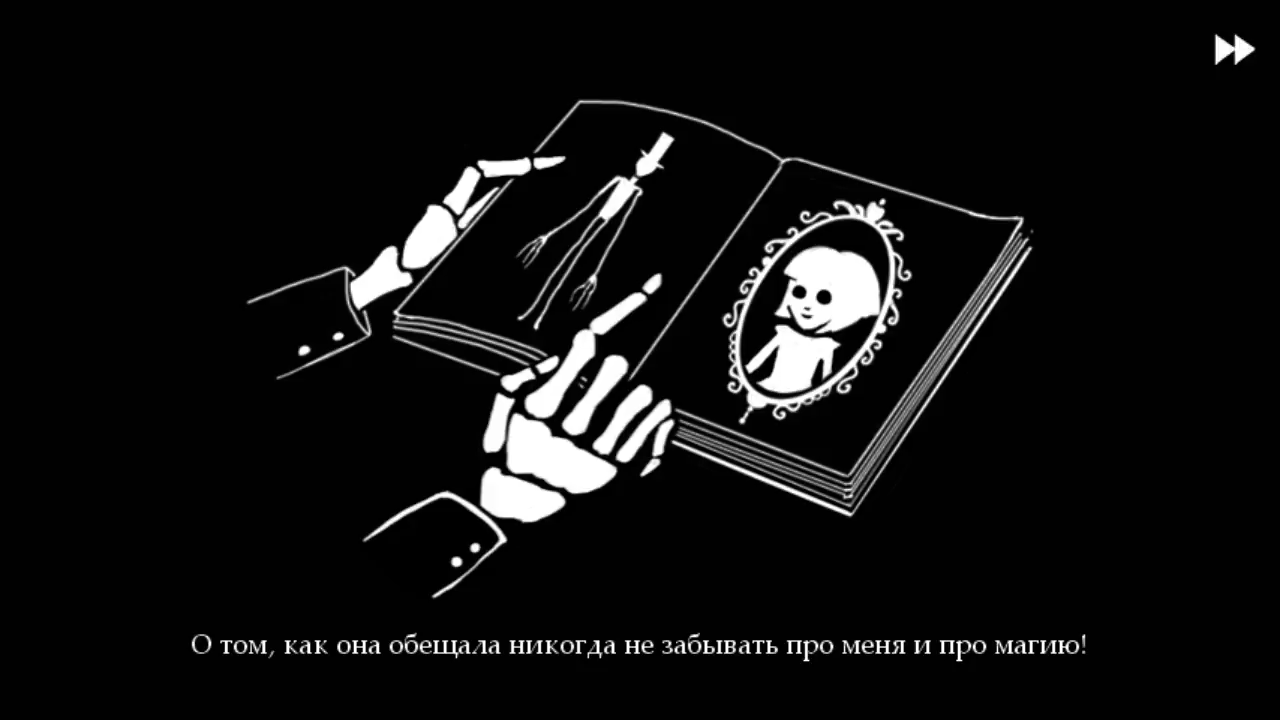 О том, как она обещала никогда не забывать про меня и про магию!